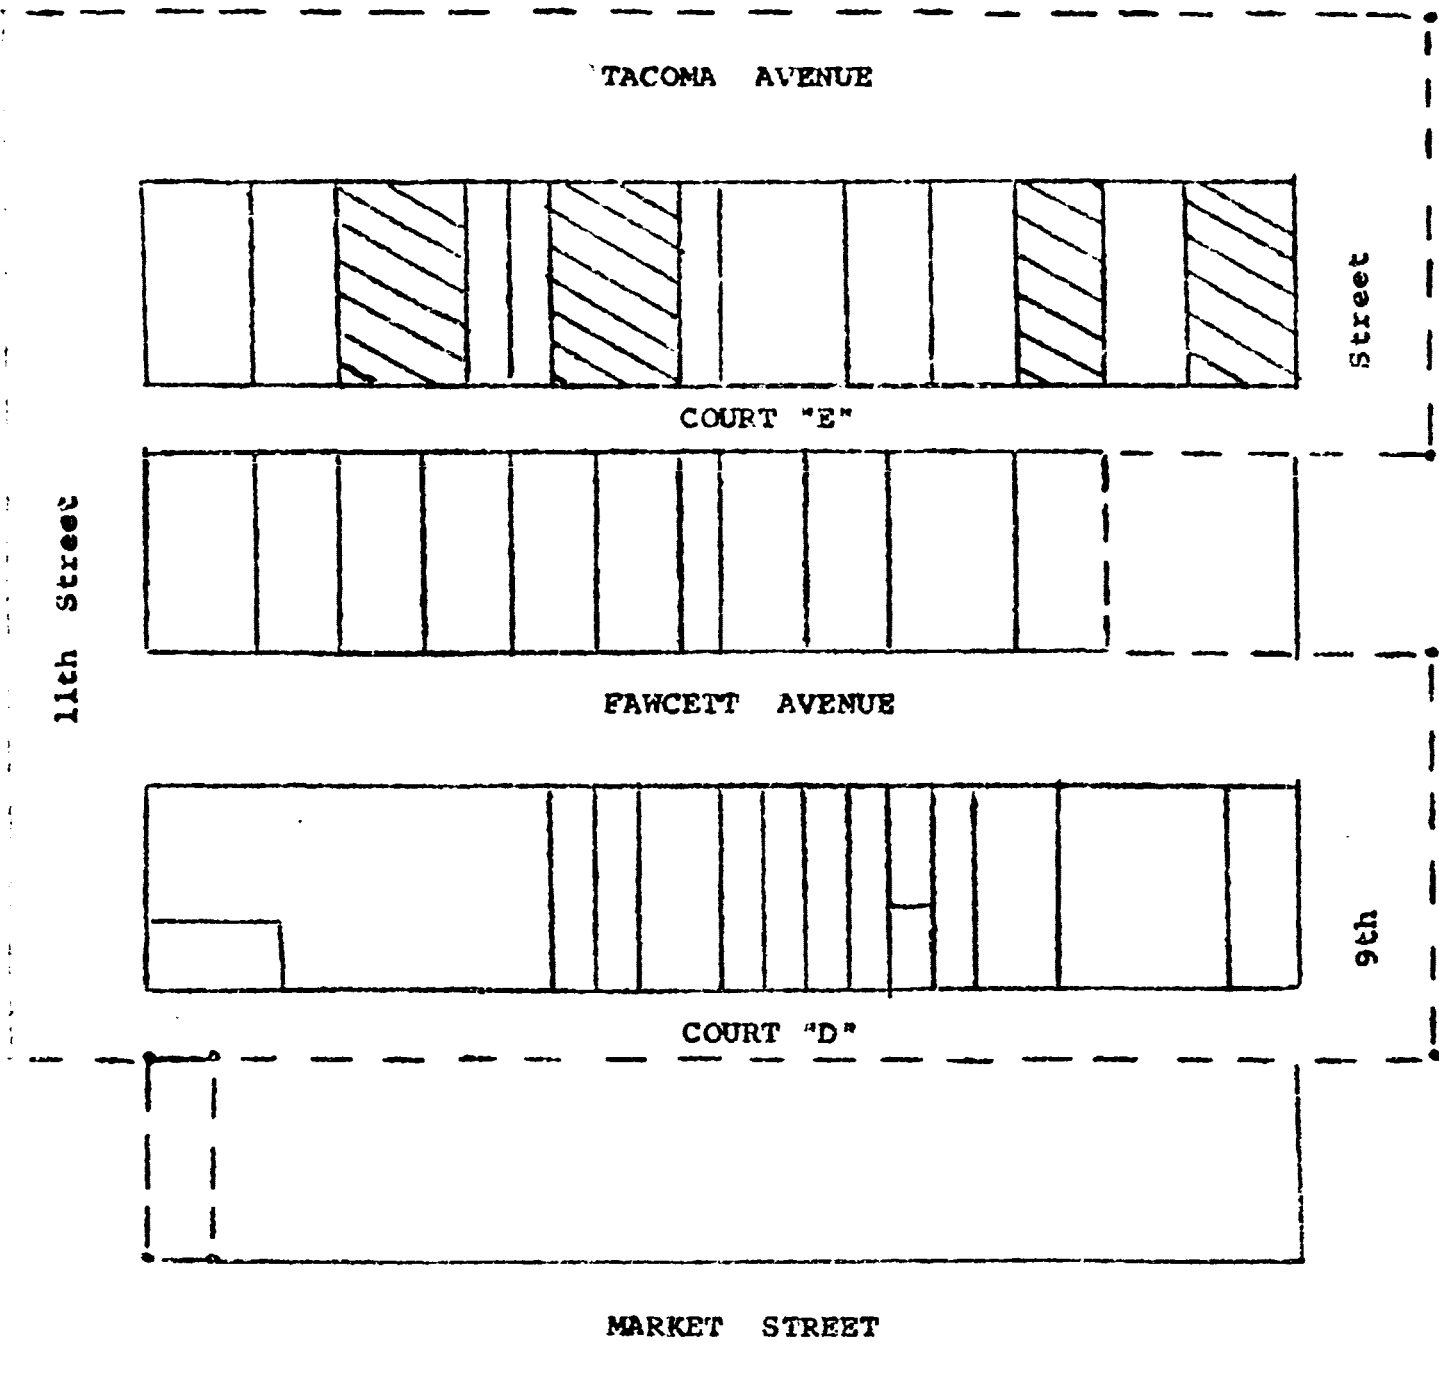 TACOMA AVENUE
Street
COURT "E"
11th Street
FAWCETT AVENUE
9th
COURT "D"
MARKET STREET